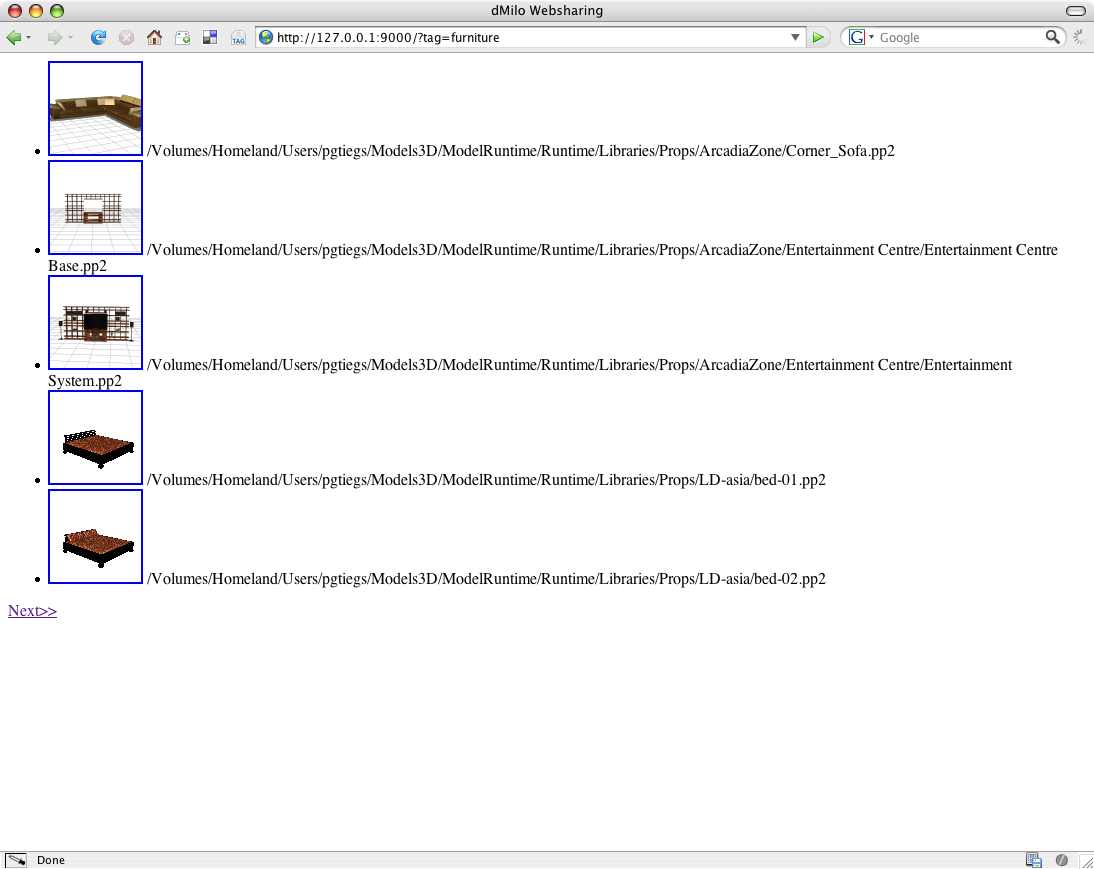 dMilo Websharing
TAG
http://127.0.0.1:9000/?tag=furniture
G
Google
/Volumes/Homeland/Users/pgtiegs/Models3D/ModelRuntime/Runtime/Libraries/Props/ArcadiaZone/Corner_Sofa.pp2
/Volumes/Homeland/Users/pgtiegs/Models3D/ModelRuntime/Runtime/Libraries/Props/ArcadiaZone/Entertainment Centre/Entertainment Centre
Base.pp2
/Volumes/Homeland/Users/pgtiegs/Models3D/ModelRuntime/Runtime/Libraries/Props/ArcadiaZone/Entertainment Centre/Entertainment
System.pp2
/Volumes/Homeland/Users/pgtiegs/Models3D/ModelRuntime/Runtime/Libraries/Props/LD-asia/bed-01.pp2
/Volumes/Homeland/Users/pgtiegs/Models3D/ModelRuntime/Runtime/Libraries/Props/LD-asia/bed-02.pp2
Next>>
Done